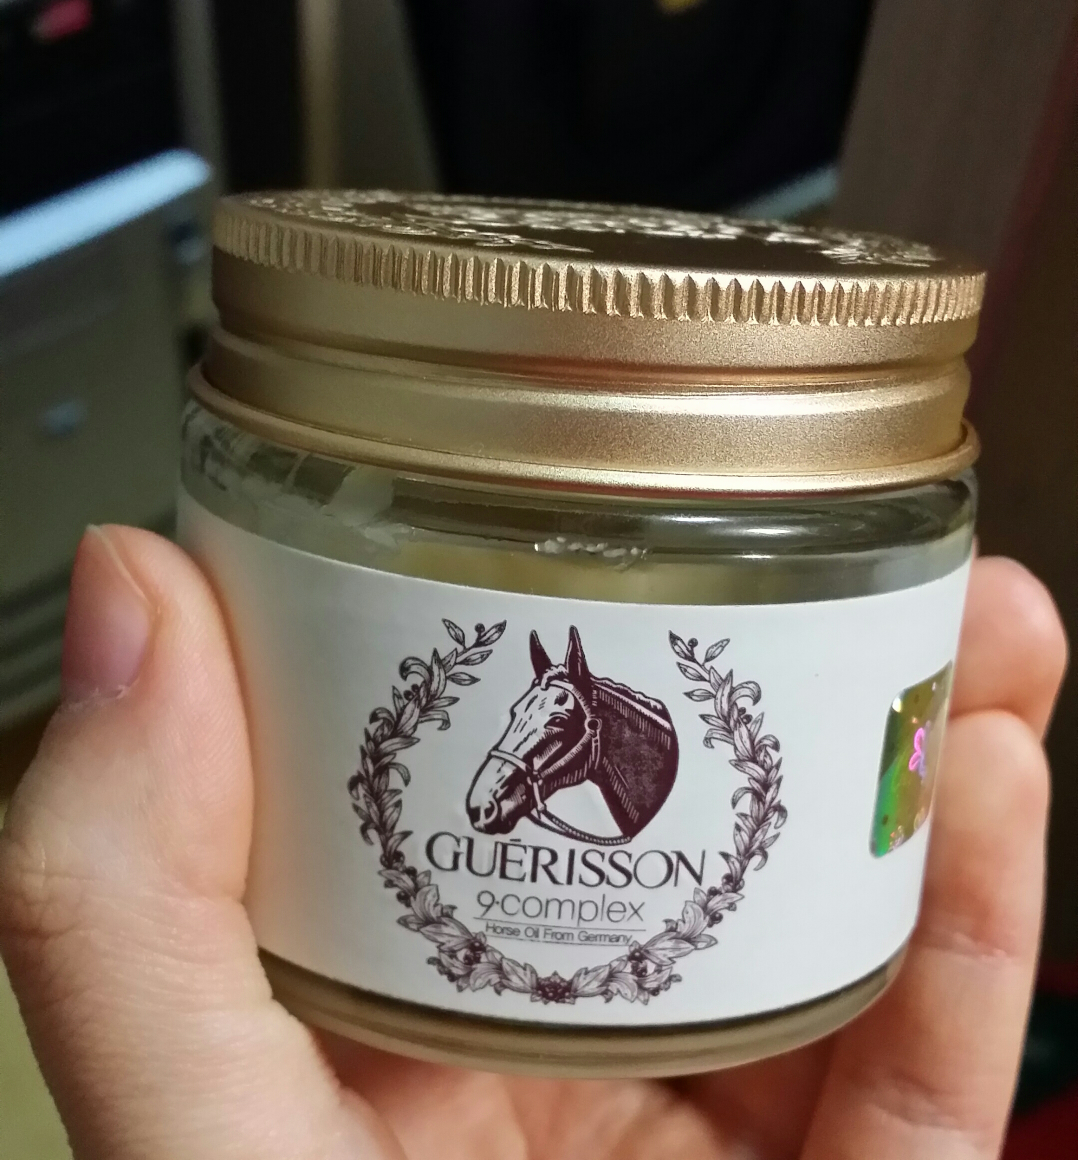 GUÉRISSON
9·complex
Horse Oil From Germany